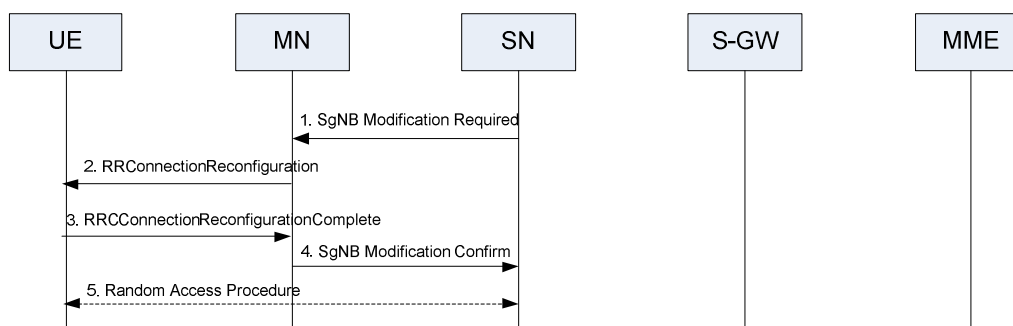 UE
MN
SN
S-GW
MME
1. SgNB Modification Required
2. RRConnectionReconfiguration
3. RRCConnectionReconfigurationComplete
4. SgNB Modification Confirm
5. Random Access Procedure